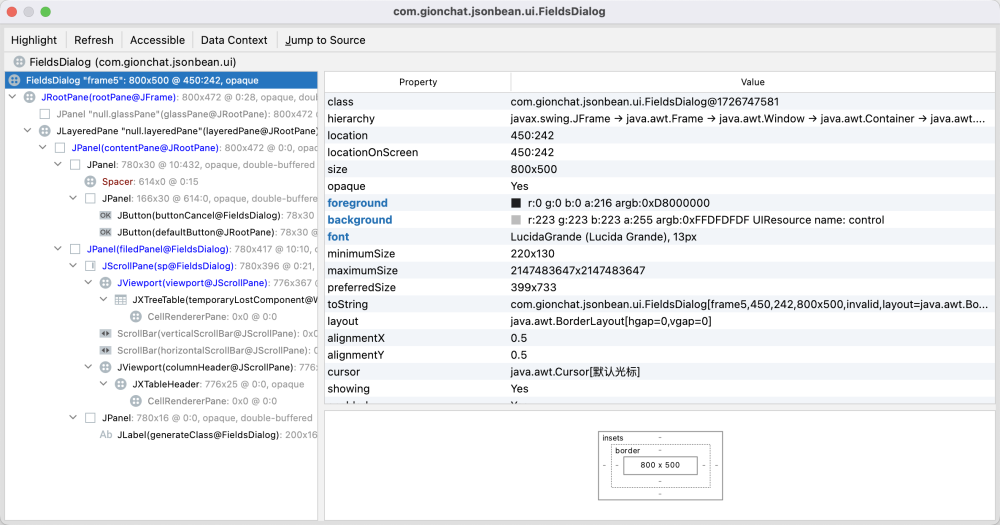 com.gionchat.jsonbean.ui.FieldsDialog
Highlight Refresh Accessible Data Context Jump to Source
FieldsDialog (com.gionchat.jsonbean.ui)
FieldsDialog "frame5": 800x500 @ 450:242, opaque
JRootPane(rootPane@JFrame): 800x472 @ 0:28, opaque, dou
JPanel "null.glassPane"(glassPane@JRootPane): 800x472
JLayeredPane "null.layeredPane"(layeredPane@JRootPane)
JPanel(contentPane@JRootPane): 800x472 @ 0:0, opaque
JPanel: 780x30 @ 10:432, opaque, double-buffered
Spacer: 614x0 @ 0:15
JPanel: 166x30 @ 614:0, opaque, double-buffered
OK JButton(buttonCancel@FieldsDialog): 78x30
OK JButton(defaultButton@JRootPane): 78x30
JPanel(filedPanel@FieldsDialog): 780x417 @ 10:10, o
JScrollPane(sp@FieldsDialog): 780x396 @ 0:21,
JViewport(viewport@JScrollPane): 776x367 @
JXTreeTable(temporaryLostComponent@W
CellRendererPane: 0x0 @ 0:0
ScrollBar(verticalScrollBar@JScrollPane): 0x0
ScrollBar(horizontalScrollBar@JScrollPane):
JViewport(columnHeader@JScrollPane): 776
JXTableHeader: 776x25 @ 0:0, opaque
CellRendererPane: 0x0 @ 0:0
JPanel: 780x16 @ 0:0, opaque, double-buffered
Ab JLabel(generateClass@FieldsDialog): 200x16
Property Value
class com.gionchat.jsonbean.ui.FieldsDialog@1726747581
hierarchy javax.swing.JFrame → java.awt.Frame → java.awt.Window → java.awt.Container → java.awt....
location 450:242
locationOnScreen 450:242
size 800x500
opaque Yes
foreground r:0 g:0 b:0 a:216 argb:0xD8000000
background r:223 g:223 b:223 a:255 argb:0xFFDFDFDF UIResource name: control
font LucidaGrande (Lucida Grande), 13px
minimumSize 220x130
maximumSize 2147483647x2147483647
preferredSize 399x733
toString com.gionchat.jsonbean.ui.FieldsDialog[frame5,450,242,800x500,invalid,layout=java.awt.Bo...
layout java.awt.BorderLayout[hgap=0,vgap=0]
alignmentX 0.5
alignmentY 0.5
cursor java.awt.Cursor[默认光标]
showing Yes
insets -
border -
- - 800 x 500 - -
-
-